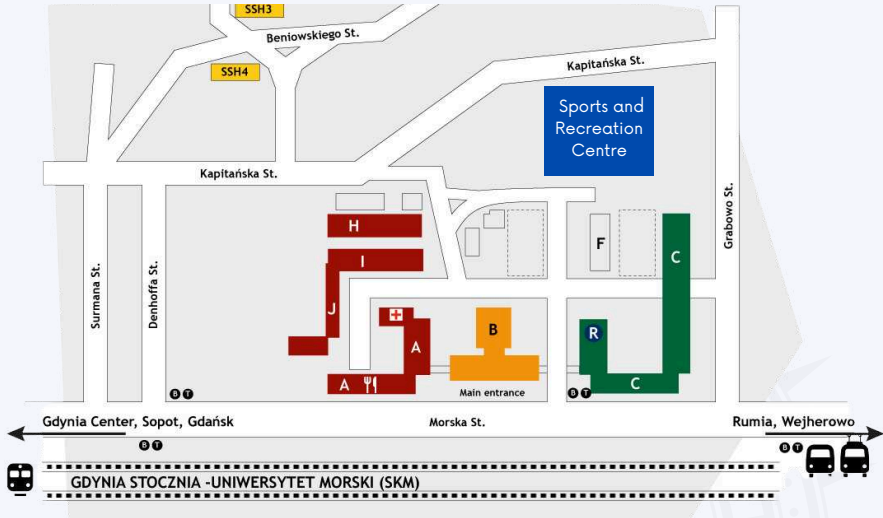 SSH3
Beniowskiego St.
SSH4
Kapitańska St.
Sports and
Recreation
Centre
Kapitańska St.
Surmana St.
Denhoffa St.
Grabowo St.
H
I
J
A
A
B
F
C
R
C
Main entrance
B T
B T
Gdynia Center, Sopot, Gdańsk
Morska St.
Rumia, Wejherowo
B T
B T
GDYNIA STOCZNIA -UNIWERSYTET MORSKI (SKM)